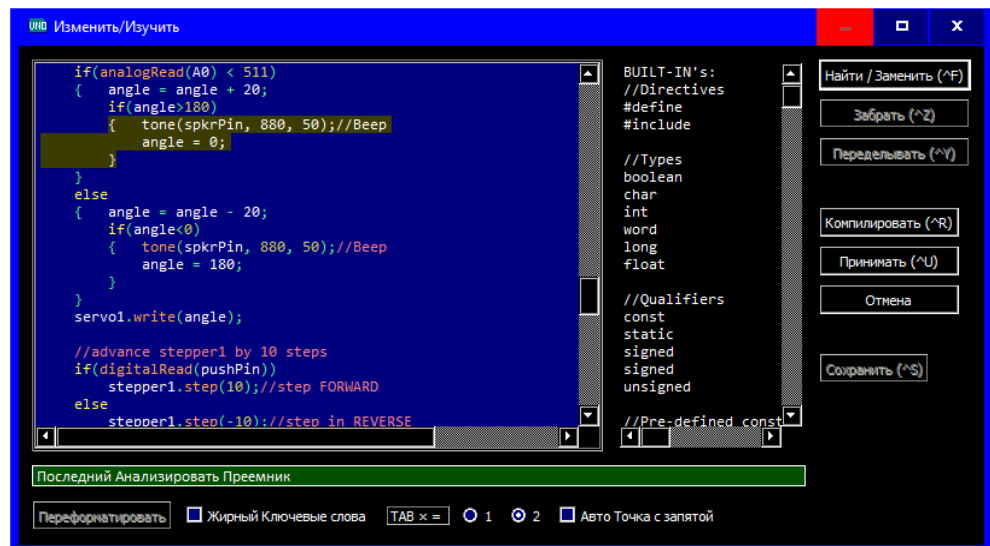 UNO Изменить/Изучить
if(analogRead(A0) < 511)
{ angle = angle + 20;
if(angle>180)
{ tone(spkrPin, 880, 50);//Beep
angle = 0;
}
}
else
{ angle = angle - 20;
if(angle<0)
{ tone(spkrPin, 880, 50);//Beep
angle = 180;
}
}
servo1.write(angle);
//advance stepper1 by 10 steps
if(digitalRead(pushPin))
stepper1.step(10);//step FORWARD
else
stepper1.step(-10);//step in REVERSE
BUILT-IN's:
//Directives
#define
#include
//Types
boolean
char
int
word
long
float
//Qualifiers
const
static
signed
signed
unsigned
//Pre-defined const
Найти / Заменить (^F)
Забрать (^Z)
Переделывать (^Y)
Компилировать (^R)
Принимать (^U)
Отмена
Сохранить (^S)
Последний Анализировать Преемник
Переформатировать
Жирный Ключевые слова
TAB × =
1
2
Авто Точка с запятой